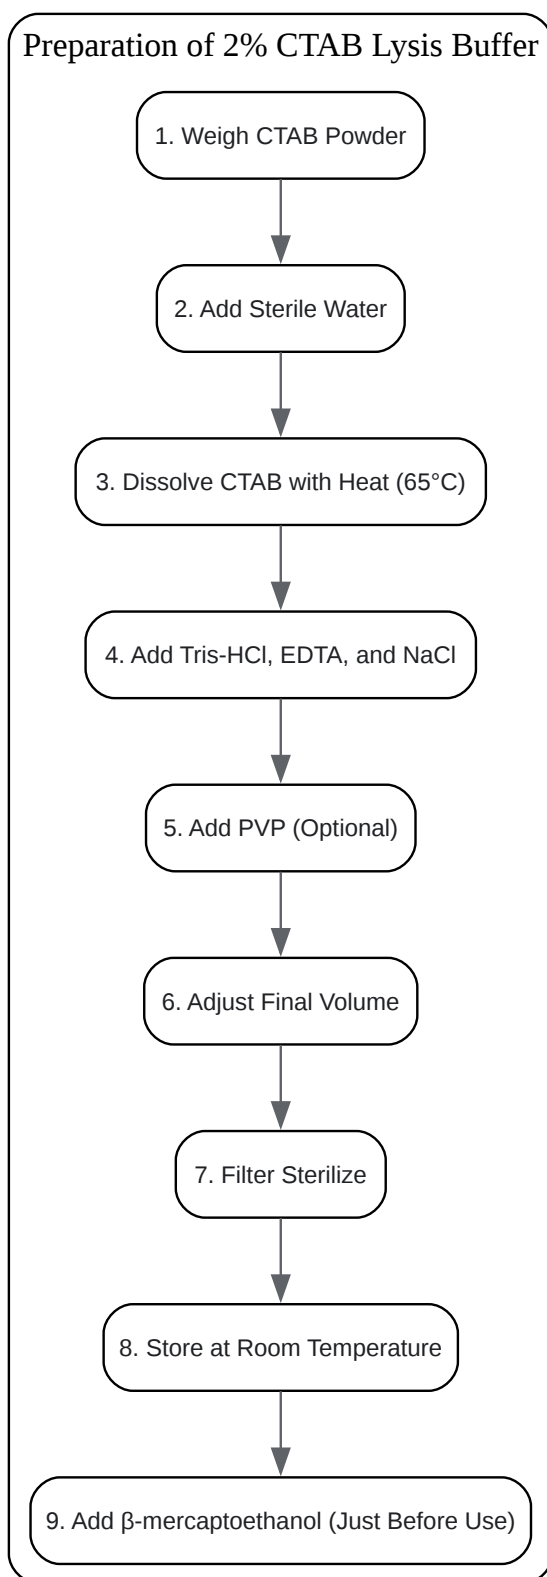 Preparation of 2% CTAB Lysis Buffer
1. Weigh CTAB Powder
2. Add Sterile Water
3. Dissolve CTAB with Heat (65°C)
4. Add Tris-HCl, EDTA, and NaCl
5. Add PVP (Optional)
6. Adjust Final Volume
7. Filter Sterilize
8. Store at Room Temperature
9. Add β-mercaptoethanol (Just Before Use)